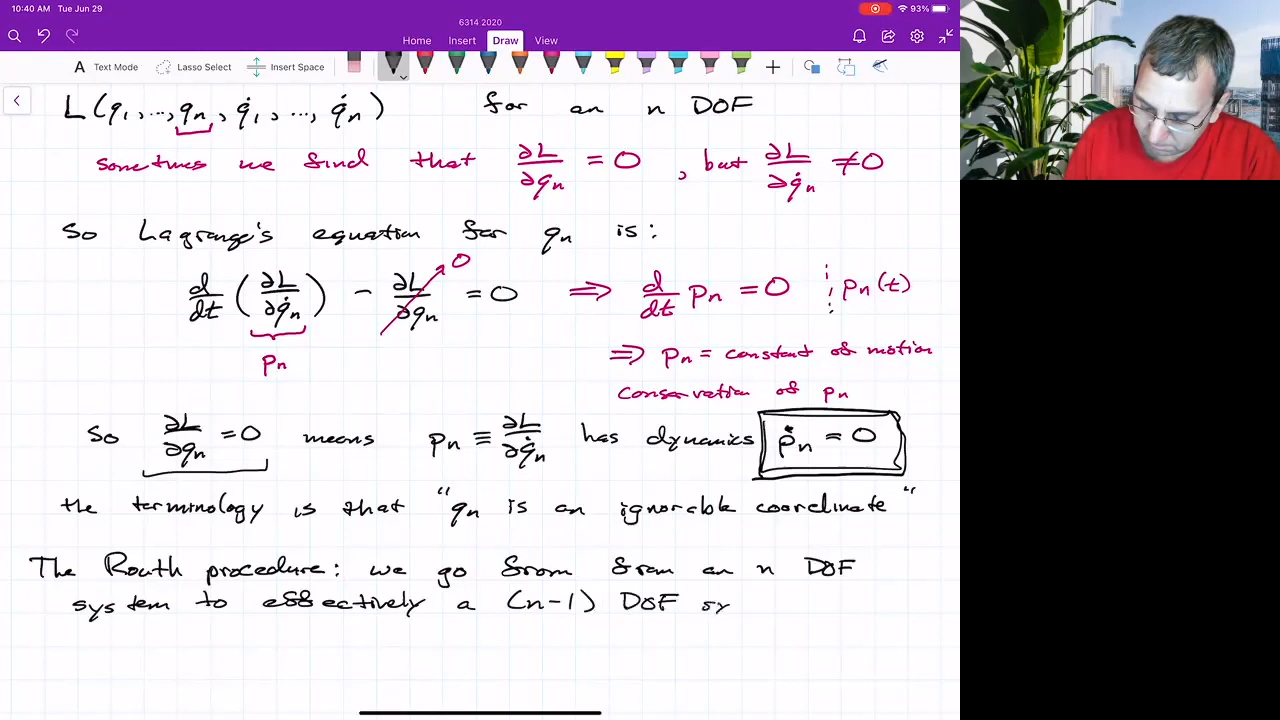 10:40 AM Tue Jun 29
93%
6314 2020
Home Insert Draw View
Text Mode Lasso Select Insert Space
L(q₁, ..., qₙ, q̇₁, ..., q̇ₙ) for an n DOF
sometimes we find that ∂L/∂qₙ = 0, but ∂L/∂q̇ₙ ≠ 0
So Lagrange's equation for qₙ is:
d/dt (∂L/∂q̇ₙ) - ∂L/∂qₙ = 0 ⟹ d/dt pₙ = 0 pₙ(t)
0
pₙ
⟹ pₙ = constant of motion
conservation of pₙ
So ∂L/∂qₙ = 0 means pₙ ≡ ∂L/∂q̇ₙ has dynamics ṗₙ = 0
the terminology is that "qₙ is an ignorable coordinate"
The Routh procedure: we go from from an n DOF
system to effectively a (n-1) DOF sy